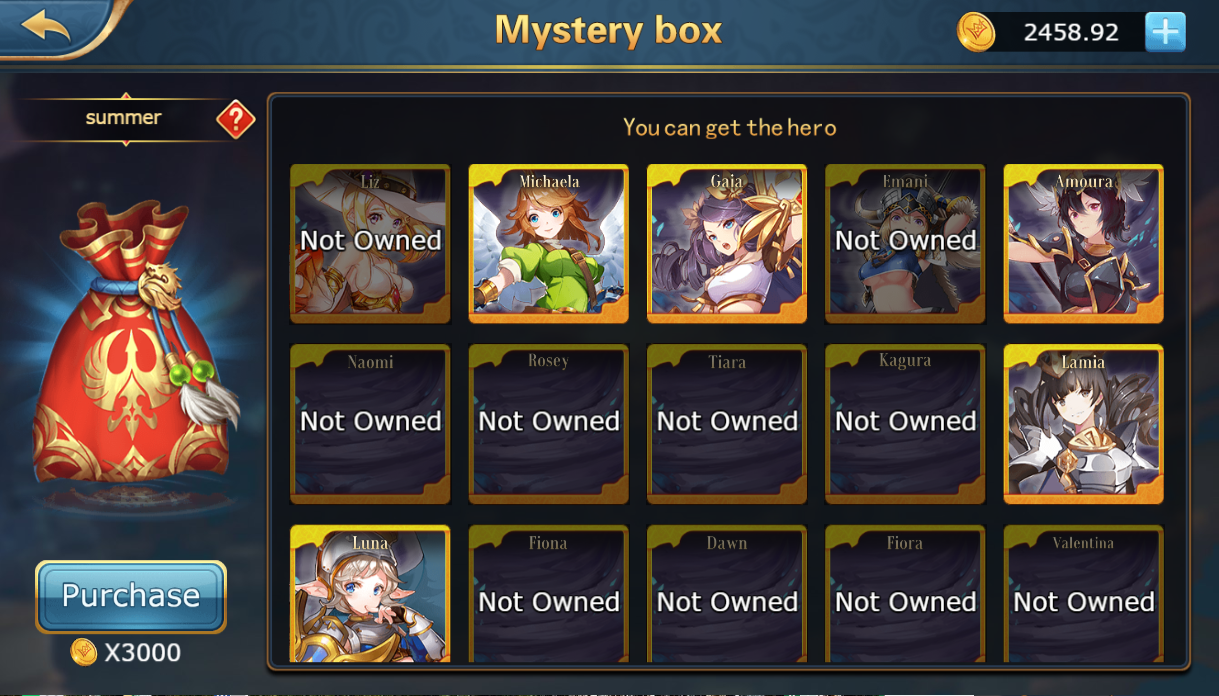 Mystery box
2458.92
summer
?
You can get the hero
Liz
Not Owned
Michaela
Gaia
Emani
Not Owned
Amoura
Naomi
Not Owned
Rosey
Not Owned
Tiara
Not Owned
Kagura
Not Owned
Lamia
Luna
Fiona
Not Owned
Dawn
Not Owned
Fiora
Not Owned
Valentina
Not Owned
Purchase
X3000